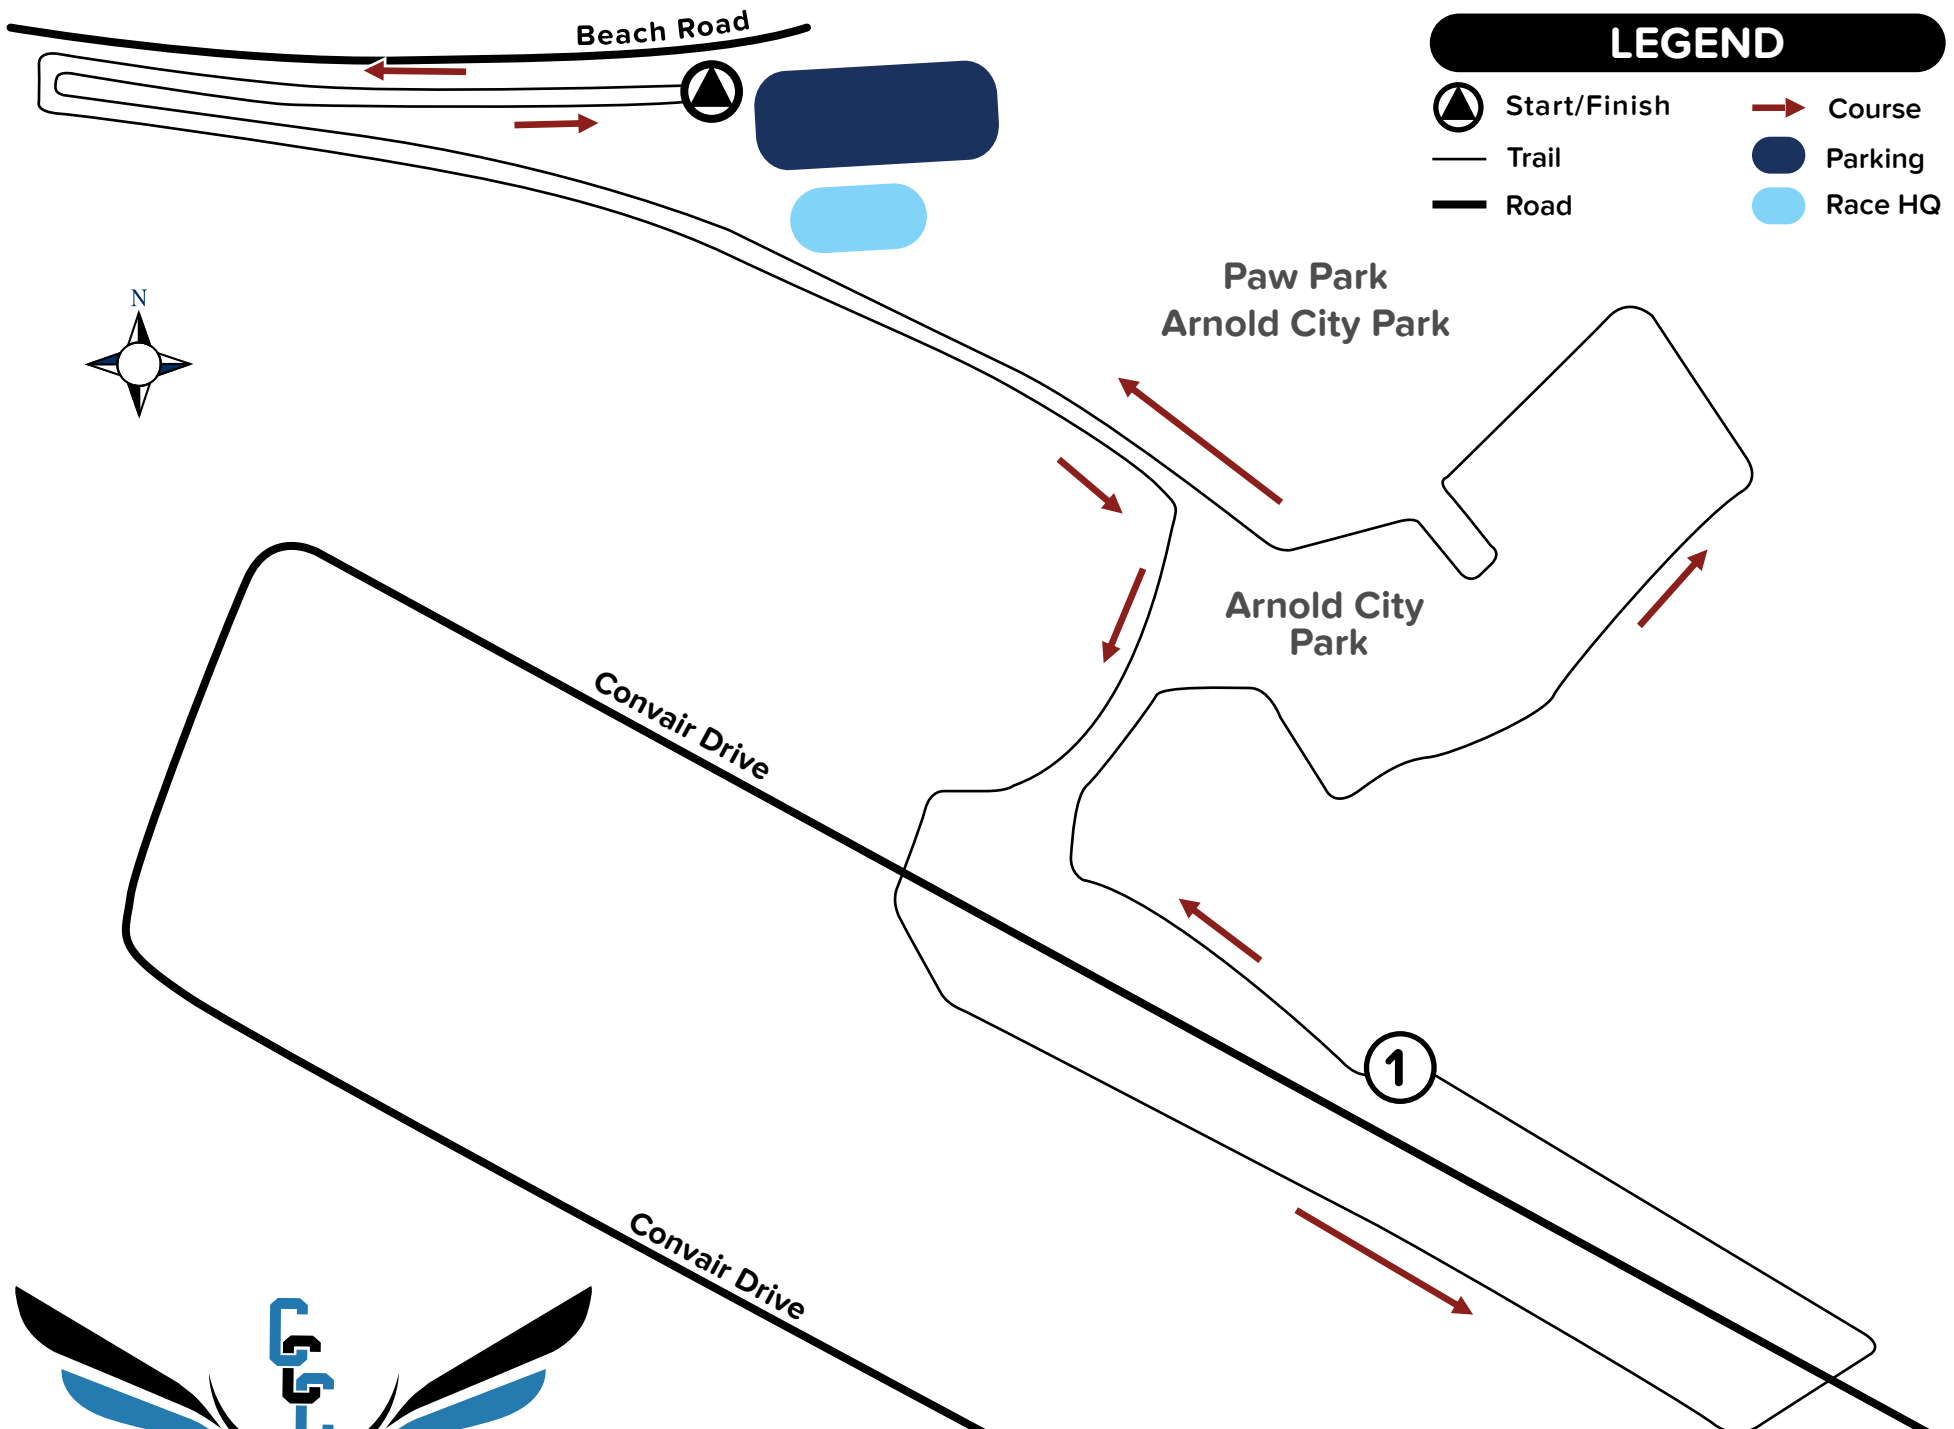 Beach Road
LEGEND
Start/Finish
Course
Trail
Parking
Road
Race HQ
Paw Park
Arnold City Park
N
Arnold City
Park
Convair Drive
1
Convair Drive